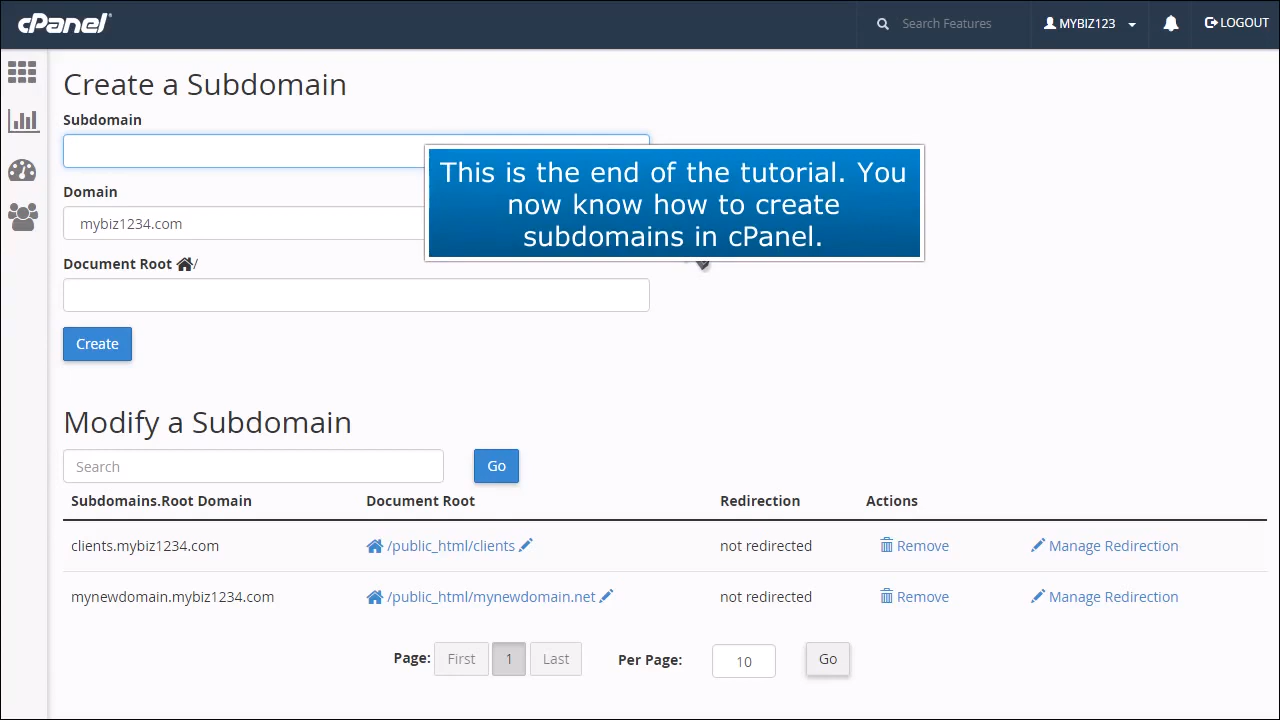 cPanel
Search Features
MYBIZ123
LOGOUT
Create a Subdomain
Subdomain
This is the end of the tutorial. You
now know how to create
subdomains in cPanel.
Domain
mybiz1234.com
Document Root /
Create
Modify a Subdomain
Search
Go
Subdomains.Root Domain Document Root Redirection Actions
clients.mybiz1234.com /public_html/clients not redirected Remove Manage Redirection
mynewdomain.mybiz1234.com /public_html/mynewdomain.net not redirected Remove Manage Redirection
Page: First 1 Last Per Page: 10 Go